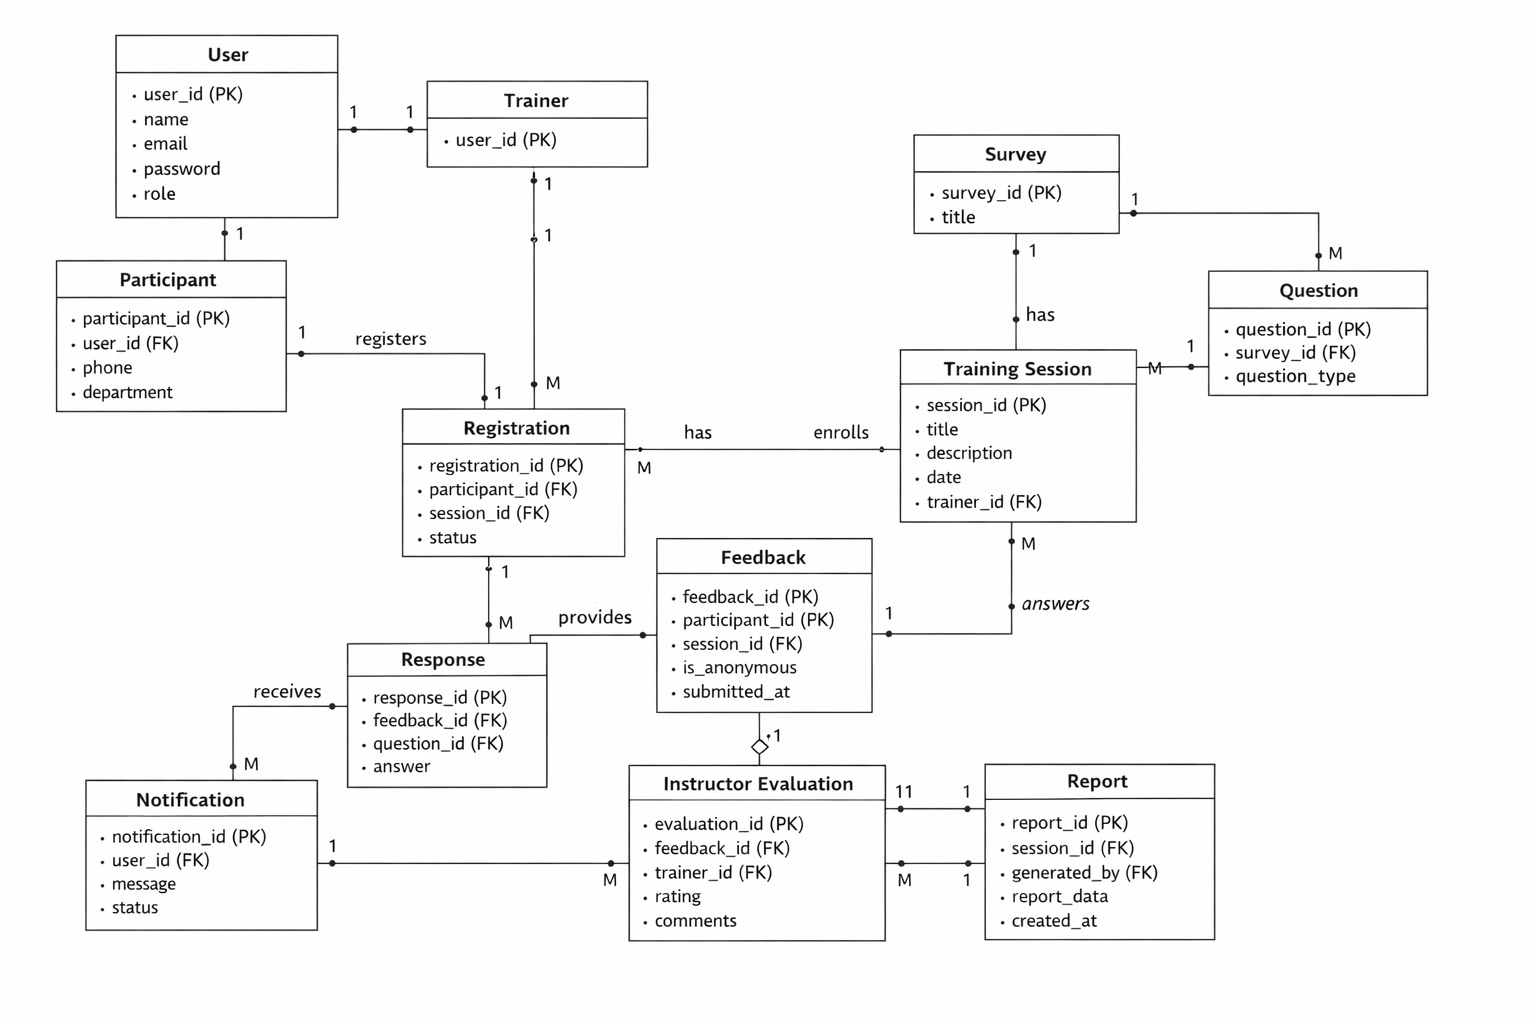 User
• user_id (PK)
• name
• email
• password
• role
1
1
Trainer
• user_id (PK)
1
1
M
1
Participant
• participant_id (PK)
• user_id (FK)
• phone
• department
1
registers
1
Survey
• survey_id (PK)
• title
1
M
1
has
Question
• question_id (PK)
• survey_id (FK)
• question_type
M
1
Training Session
• session_id (PK)
• title
• description
• date
• trainer_id (FK)
Registration
• registration_id (PK)
• participant_id (FK)
• session_id (FK)
• status
has
enrolls
M
1
M
M
answers
Feedback
• feedback_id (PK)
• participant_id (PK)
• session_id (FK)
• is_anonymous
• submitted_at
1
provides
1
Response
• response_id (PK)
• feedback_id (FK)
• question_id (FK)
• answer
receives
M
Notification
• notification_id (PK)
• user_id (FK)
• message
• status
1
M
Instructor Evaluation
• evaluation_id (PK)
• feedback_id (FK)
• trainer_id (FK)
• rating
• comments
11
1
M
1
Report
• report_id (PK)
• session_id (FK)
• generated_by (FK)
• report_data
• created_at